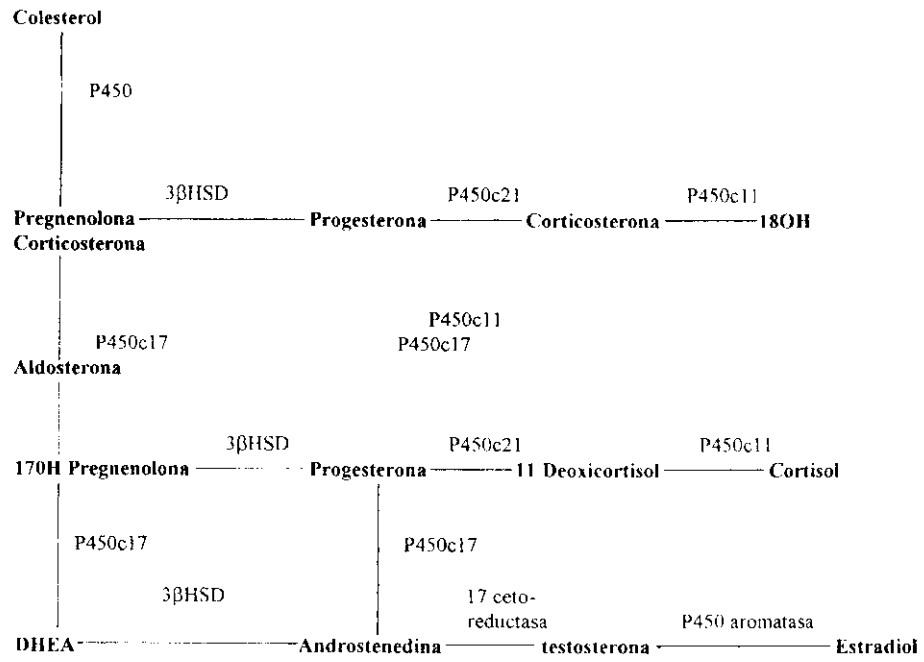 Colesterol
P450
3βHSD P450c21 P450c11
Pregnenolona Progesterona Corticosterona 18OH
Corticosterona
P450c11
P450c17 P450c17
Aldosterona
3βHSD P450c21 P450c11
170H Pregnenolona Progesterona 11 Deoxicortisol Cortisol
P450c17 P450c17
3βHSD 17 ceto-
reductasa P450 aromatasa
DHEA Androstenedina testosterona Estradiol